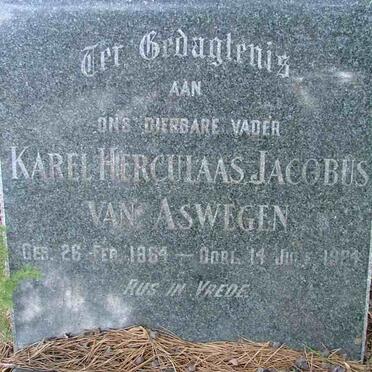 Ter Gedagtenis
AAN
ONS DIERBARE VADER
KAREL HERCULAAS JACOBUS
VAN ASWEGEN
GEB. 26 FEB. 1864 — OORL. 14 1924
RUS IN VREDE.